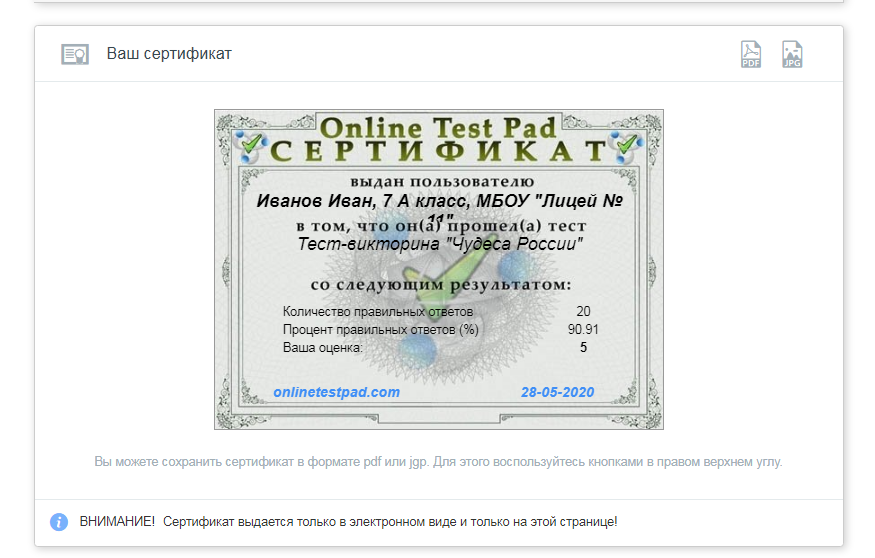 Ваш сертификат
PDF
JPG
Online Test Pad
СЕРТИФИКАТ
выдан пользователю
Иванов Иван, 7 А класс, МБОУ "Лицей №
11"
в том, что он(а) прошел(а) тест
Тест-викторина "Чудеса России"
со следующим результатом:
Количество правильных ответов 20
Процент правильных ответов (%) 90.91
Ваша оценка: 5
onlinetestpad.com 28-05-2020
Вы можете сохранить сертификат в формате pdf или jgp. Для этого воспользуйтесь кнопками в правом верхнем углу.
ВНИМАНИЕ! Сертификат выдается только в электронном виде и только на этой странице!